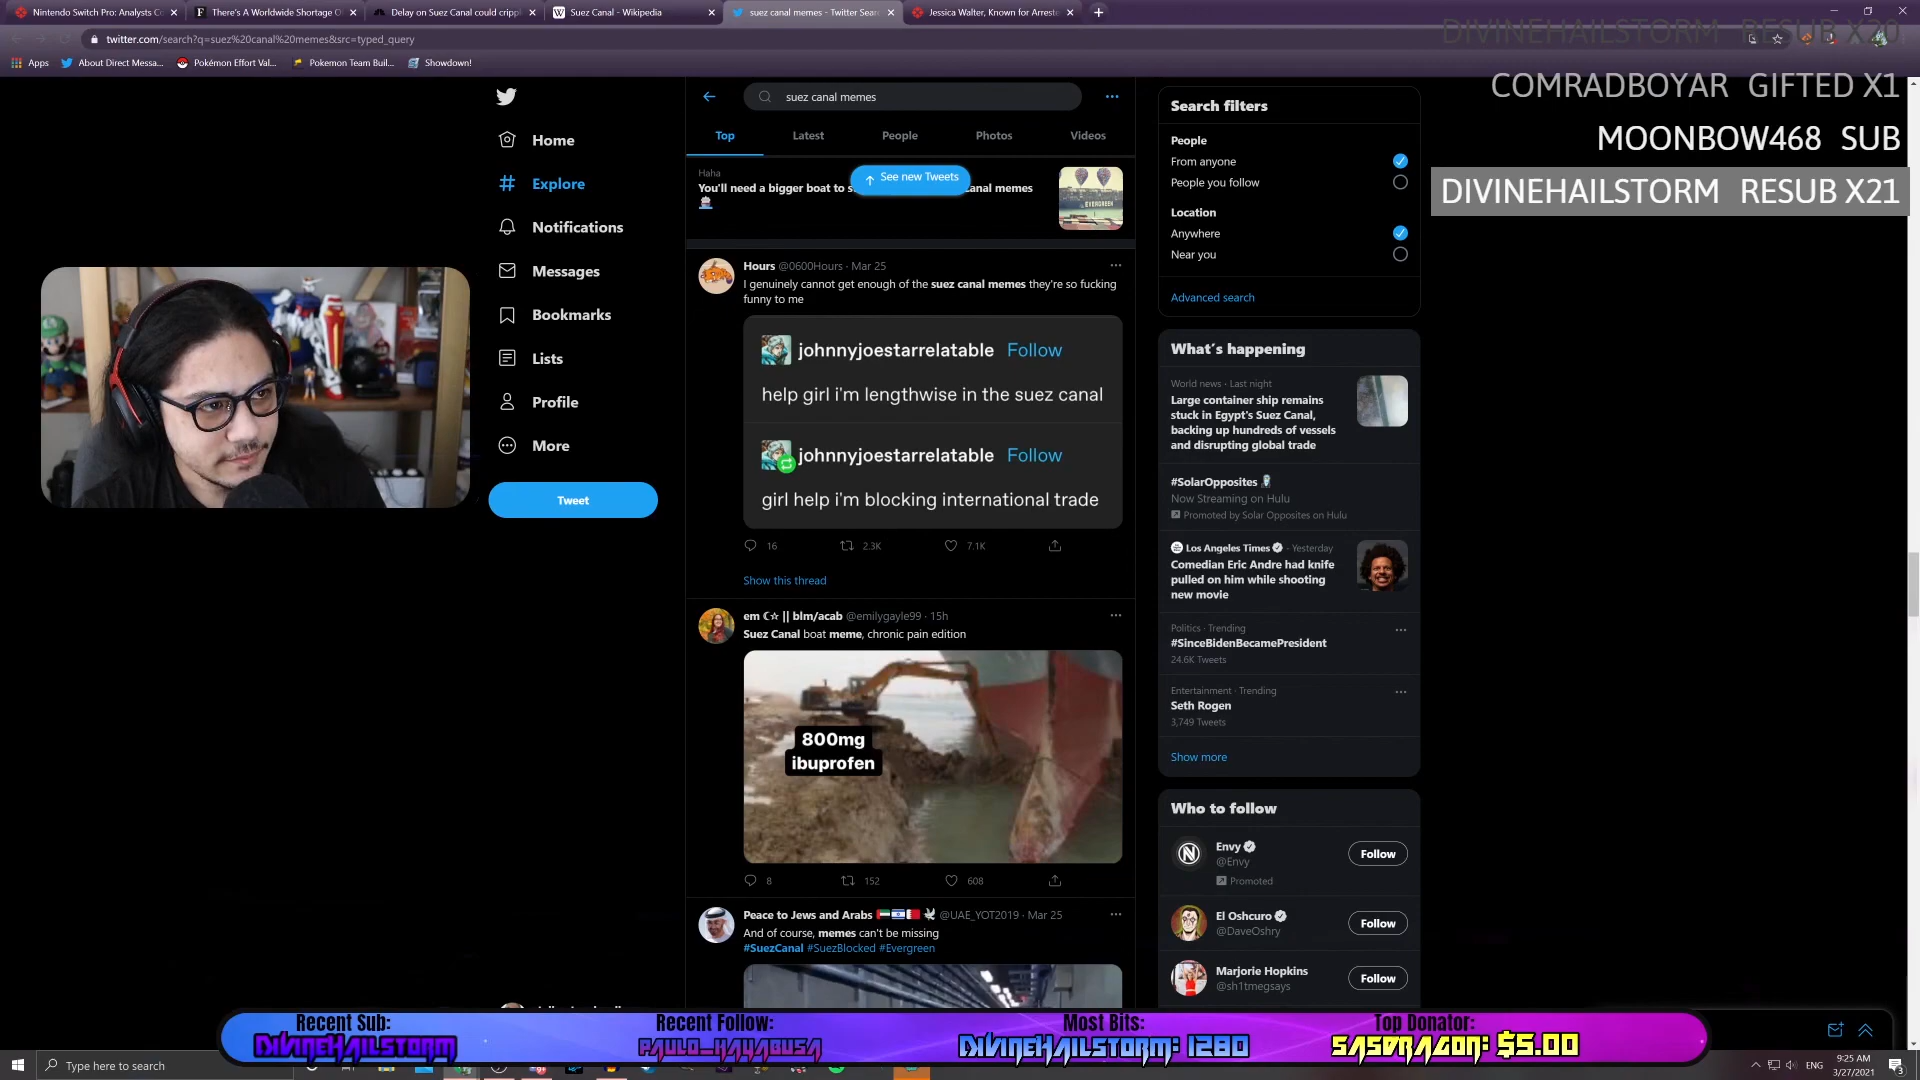 Nintendo Switch Pro: Analysts Co
There's A Worldwide Shortage O
Delay on Suez Canal could crippl
Suez Canal - Wikipedia
suez canal memes - Twitter Sear
Jessica Walter, Known for Arreste
twitter.com/search?q=suez%20canal%20memes&src=typed_query
Apps
About Direct Messa...
Pokémon Effort Val...
Pokemon Team Buil...
Showdown!
DIVINEHAILSTORM RESUB X20
COMRADBOYAR GIFTED X1
MOONBOW468 SUB
DIVINEHAILSTORM RESUB X21
Home
Explore
Notifications
Messages
Bookmarks
Lists
Profile
More
Tweet
suez canal memes
Top
Latest
People
Photos
Videos
See new Tweets
Haha
You'll need a bigger boat to s
canal memes
EVERGREEN
Hours @0600Hours · Mar 25
I genuinely cannot get enough of the suez canal memes they're so fucking
funny to me
johnnyjoestarrelatable Follow
help girl i'm lengthwise in the suez canal
johnnyjoestarrelatable Follow
girl help i'm blocking international trade
16
2.3K
7.1K
Show this thread
em ☾☆ || blm/acab @emilygayle99 · 15h
Suez Canal boat meme, chronic pain edition
800mg
ibuprofen
8
152
608
Peace to Jews and Arabs 🇦🇪🇮🇱🇧🇭🕊 @UAE_YOT2019 · Mar 25
And of course, memes can't be missing
#SuezCanal #SuezBlocked #Evergreen
Search filters
People
From anyone
People you follow
Location
Anywhere
Near you
Advanced search
What's happening
World news · Last night
Large container ship remains
stuck in Egypt's Suez Canal,
backing up hundreds of vessels
and disrupting global trade
#SolarOpposites
Now Streaming on Hulu
Promoted by Solar Opposites on Hulu
Los Angeles Times · Yesterday
Comedian Eric Andre had knife
pulled on him while shooting
new movie
Politics · Trending
#SinceBidenBecamePresident
24.6K Tweets
Entertainment · Trending
Seth Rogen
3,749 Tweets
Show more
Who to follow
Envy
@Envy
Promoted
Follow
El Oshcuro
@DaveOshry
Follow
Marjorie Hopkins
@sh1tmegsays
Follow
Recent Sub:
DivineHailstorm
Recent Follow:
Paulo_Hayabusa
Most Bits:
DivineHailstorm: 1280
Top Donator:
SASDRAGON: $5.00
Type here to search
ENG
9:25 AM
3/27/2021
3